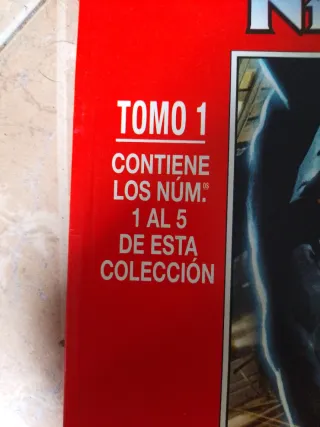 TOMO 1
CONTIENE
LOS NÚM.OS
1 AL 5
DE ESTA
COLECCIÓN